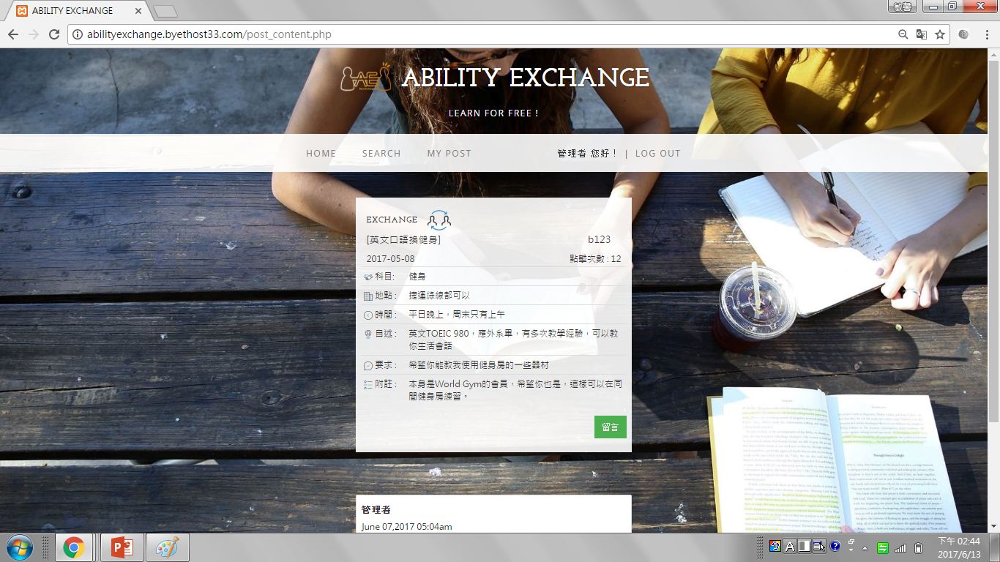 ABILITY EXCHANGE
敏馨
abilityexchange.byethost33.com/post_content.php
ABILITY EXCHANGE
LEARN FOR FREE !
HOME SEARCH MY POST 管理者 您好！ | LOG OUT
EXCHANGE
[英文口語換健身] b123
2017-05-08 點擊次數 : 12
科目: 健身
地點 : 捷運綠線都可以
時間 : 平日晚上，周末只有上午
自述 : 英文TOEIC 980，應外系畢，有多次教學經驗，可以教
你生活會話
要求 : 希望你能教我使用健身房的一些器材
附註 : 本身是World Gym的會員，希望你也是，這樣可以在同
間健身房練習。
留言
管理者
June 07,2017 05:04am
Through Pain to Delight
下午 02:44
2017/6/13